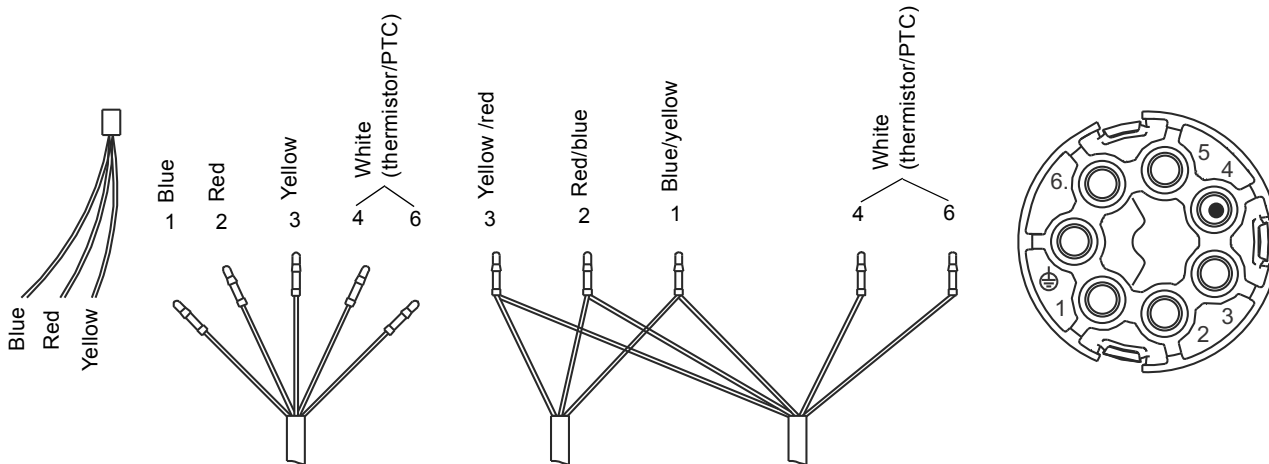 Blue
Red
Yellow
Blue
1
Red
2
Yellow
3
White
(thermistor/PTC)
4
6
Yellow /red
3
Red/blue
2
Blue/yellow
1
White
(thermistor/PTC)
4
6
5
4
6.
1
2
3